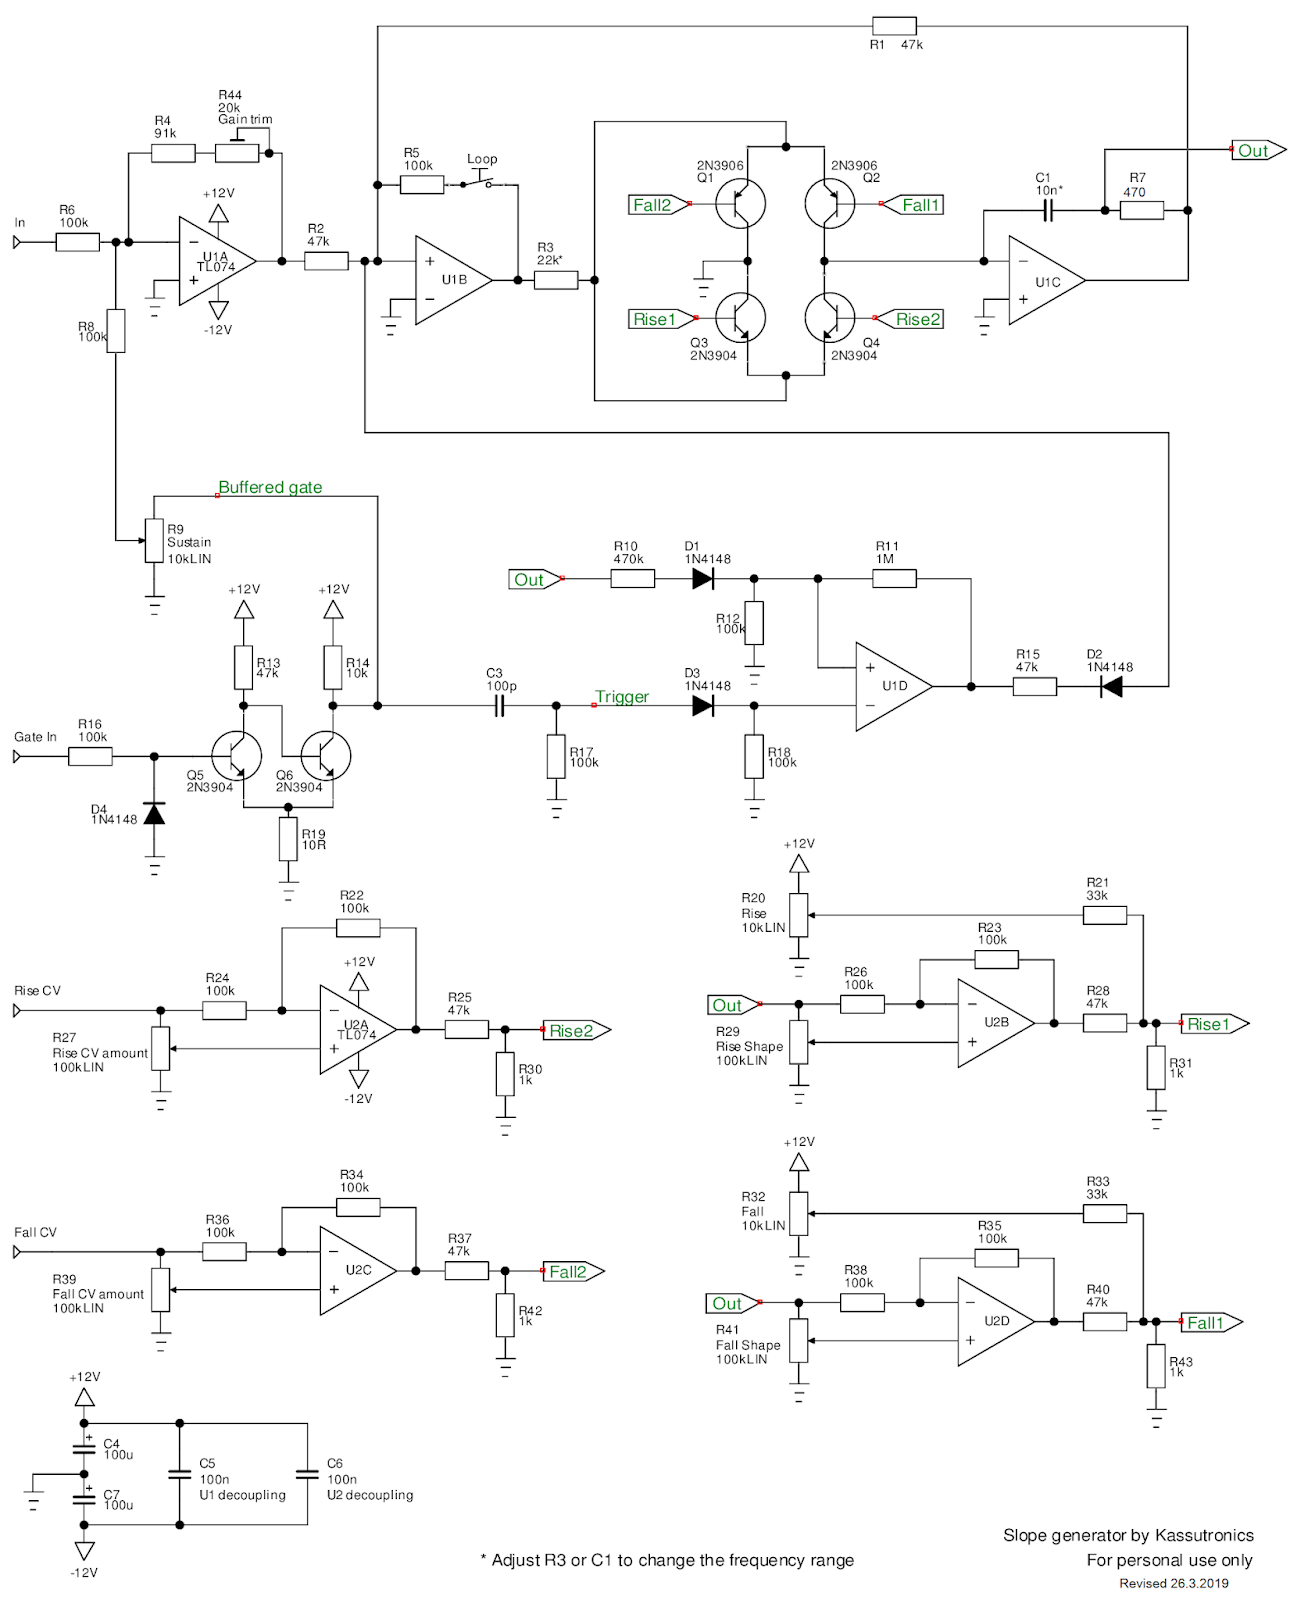 R1 47k
R44
20k
Gain trim
R4
91k
+12V
In
R6
100k
U1A
TL074
-12V
R8
100k
R2
47k
R5
100k
Loop
U1B
R3
22k*
2N3906
Q1
2N3906
Q2
Fall2
Fall1
Rise1
Rise2
Q3
2N3904
Q4
2N3904
C1
10n*
R7
470
Out
U1C
Buffered gate
R9
Sustain
10kLIN
+12V
+12V
R13
47k
R14
10k
Gate In
R16
100k
Q5
2N3904
Q6
2N3904
D4
1N4148
R19
10R
C3
100p
Trigger
R17
100k
Out
R10
470k
D1
1N4148
R11
1M
R12
100k
D3
1N4148
R18
100k
U1D
R15
47k
D2
1N4148
R22
100k
Rise CV
R24
100k
+12V
U2A
TL074
-12V
R27
Rise CV amount
100kLIN
R25
47k
Rise2
R30
1k
+12V
R20
Rise
10kLIN
R21
33k
R23
100k
Out
R26
100k
R29
Rise Shape
100kLIN
U2B
R28
47k
Rise1
R31
1k
R34
100k
Fall CV
R36
100k
R39
Fall CV amount
100kLIN
U2C
R37
47k
Fall2
R42
1k
+12V
R32
Fall
10kLIN
R33
33k
R35
100k
Out
R38
100k
R41
Fall Shape
100kLIN
U2D
R40
47k
Fall1
R43
1k
+12V
C4
100u
C7
100u
-12V
C5
100n
U1 decoupling
C6
100n
U2 decoupling
* Adjust R3 or C1 to change the frequency range
Slope generator by Kassutronics
For personal use only
Revised 26.3.2019